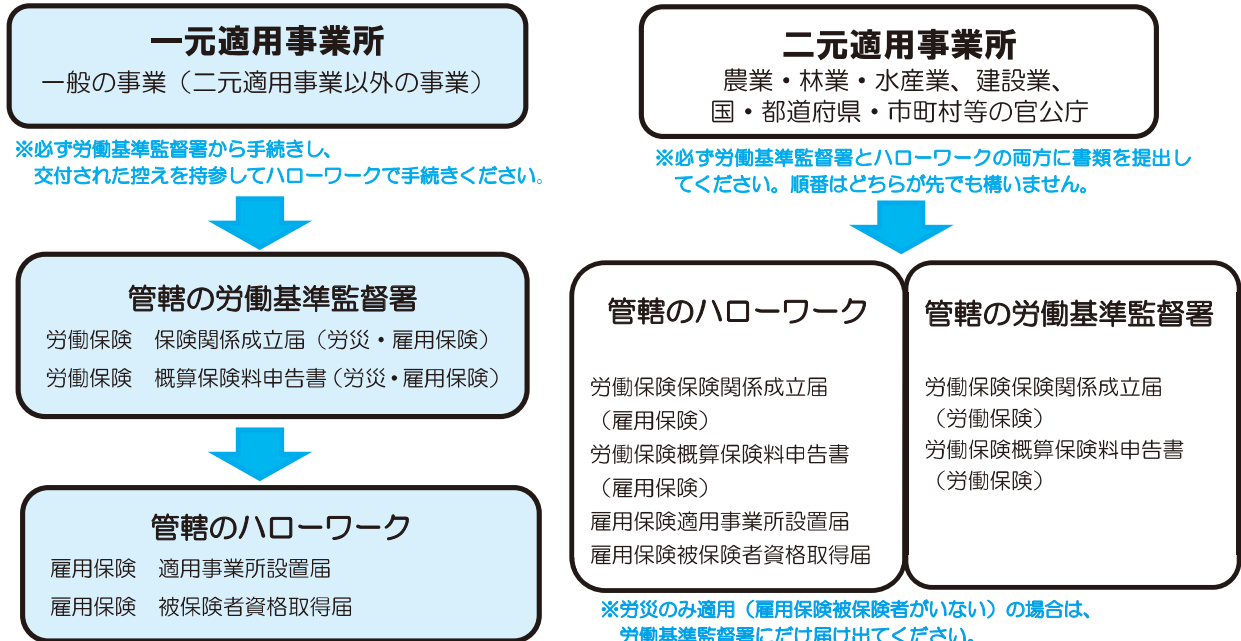 一元適用事業所
一般の事業（二元適用事業以外の事業）
※必ず労働基準監督署から手続きし、
交付された控えを持参してハローワークで手続きください。
管轄の労働基準監督署
労働保険　保険関係成立届（労災・雇用保険）
労働保険　概算保険料申告書（労災・雇用保険）
管轄のハローワーク
雇用保険　適用事業所設置届
雇用保険　被保険者資格取得届
二元適用事業所
農業・林業・水産業、建設業、
国・都道府県・市町村等の官公庁
※必ず労働基準監督署とハローワークの両方に書類を提出し
てください。順番はどちらが先でも構いません。
管轄のハローワーク
労働保険保険関係成立届
（雇用保険）
労働保険概算保険料申告書
（雇用保険）
雇用保険適用事業所設置届
雇用保険被保険者資格取得届
管轄の労働基準監督署
労働保険保険関係成立届
（労働保険）
労働保険概算保険料申告書
（労働保険）
※労災のみ適用（雇用保険被保険者がいない）の場合は、
労働基準監督署にだけ届け出てください。